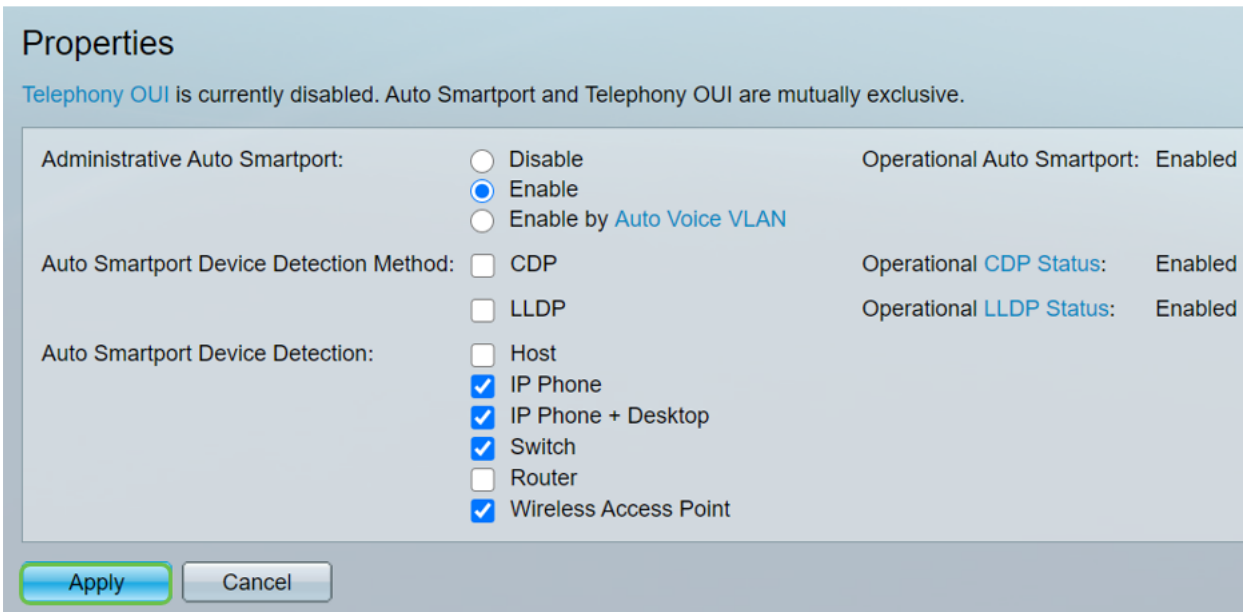 Properties
Telephony OUI is currently disabled. Auto Smartport and Telephony OUI are mutually exclusive.
Administrative Auto Smartport: Disable Operational Auto Smartport: Enabled
Enable
Enable by Auto Voice VLAN
Auto Smartport Device Detection Method: CDP Operational CDP Status: Enabled
LLDP Operational LLDP Status: Enabled
Auto Smartport Device Detection: Host
IP Phone
IP Phone + Desktop
Switch
Router
Wireless Access Point
Apply Cancel